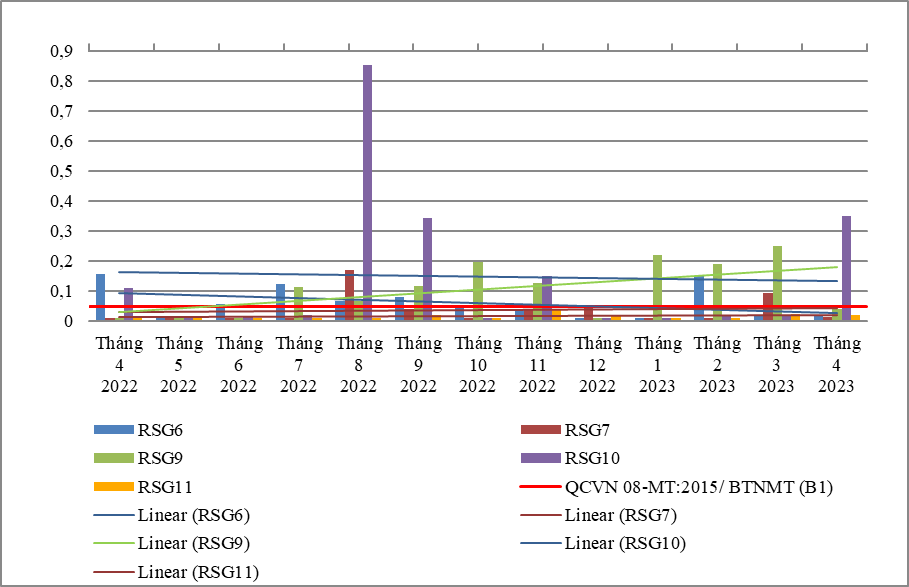 0,9
0,8
0,7
0,6
0,5
0,4
0,3
0,2
0,1
0
Tháng Tháng Tháng Tháng Tháng Tháng Tháng Tháng Tháng Tháng Tháng Tháng Tháng
4 5 6 7 8 9 10 11 12 1 2 3 4
2022 2022 2022 2022 2022 2022 2022 2022 2022 2023 2023 2023 2023
RSG6 RSG7
RSG9 RSG10
RSG11 QCVN 08-MT:2015/ BTNMT (B1)
Linear (RSG6) Linear (RSG7)
Linear (RSG9) Linear (RSG10)
Linear (RSG11)